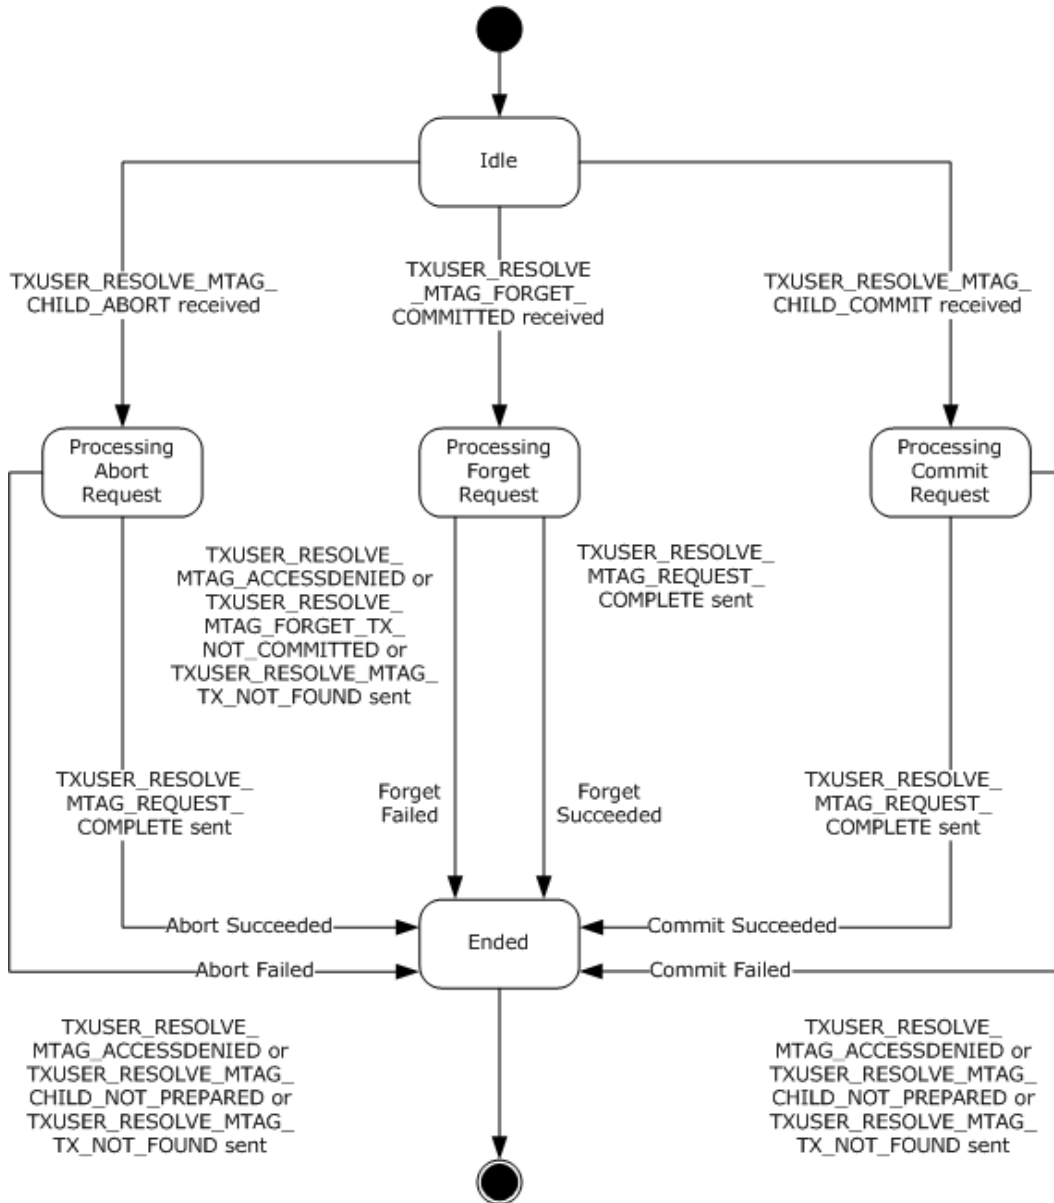 Idle
TXUSER_RESOLVE_MTAG_
CHILD_ABORT received
TXUSER_RESOLVE
_MTAG_FORGET_
COMMITTED received
TXUSER_RESOLVE_MTAG_
CHILD_COMMIT received
Processing
Abort
Request
Processing
Forget
Request
Processing
Commit
Request
TXUSER_RESOLVE_
MTAG_ACCESSDENIED or
TXUSER_RESOLVE_
MTAG_FORGET_TX_
NOT_COMMITTED or
TXUSER_RESOLVE_MTAG_
TX_NOT_FOUND sent
TXUSER_RESOLVE_
MTAG_REQUEST_
COMPLETE sent
TXUSER_RESOLVE_
MTAG_REQUEST_
COMPLETE sent
Forget
Failed
Forget
Succeeded
TXUSER_RESOLVE_
MTAG_REQUEST_
COMPLETE sent
Abort Succeeded
Ended
Commit Succeeded
Abort Failed
Commit Failed
TXUSER_RESOLVE_
MTAG_ACCESSDENIED or
TXUSER_RESOLVE_MTAG_
CHILD_NOT_PREPARED or
TXUSER_RESOLVE_MTAG_
TX_NOT_FOUND sent
TXUSER_RESOLVE_
MTAG_ACCESSDENIED or
TXUSER_RESOLVE_MTAG_
CHILD_NOT_PREPARED or
TXUSER_RESOLVE_MTAG_
TX_NOT_FOUND sent